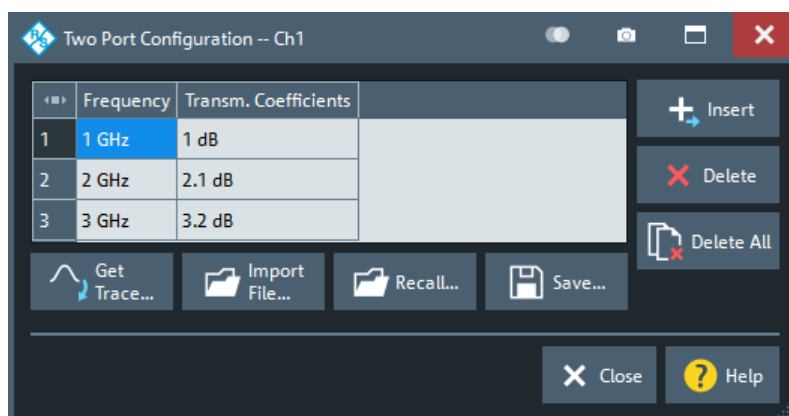 R&S Two Port Configuration -- Ch1
Frequency Transm. Coefficients
1 1 GHz 1 dB
2 2 GHz 2.1 dB
3 3 GHz 3.2 dB
Insert
Delete
Delete All
Get
Trace...
Import
File...
Recall...
Save...
Close
? Help